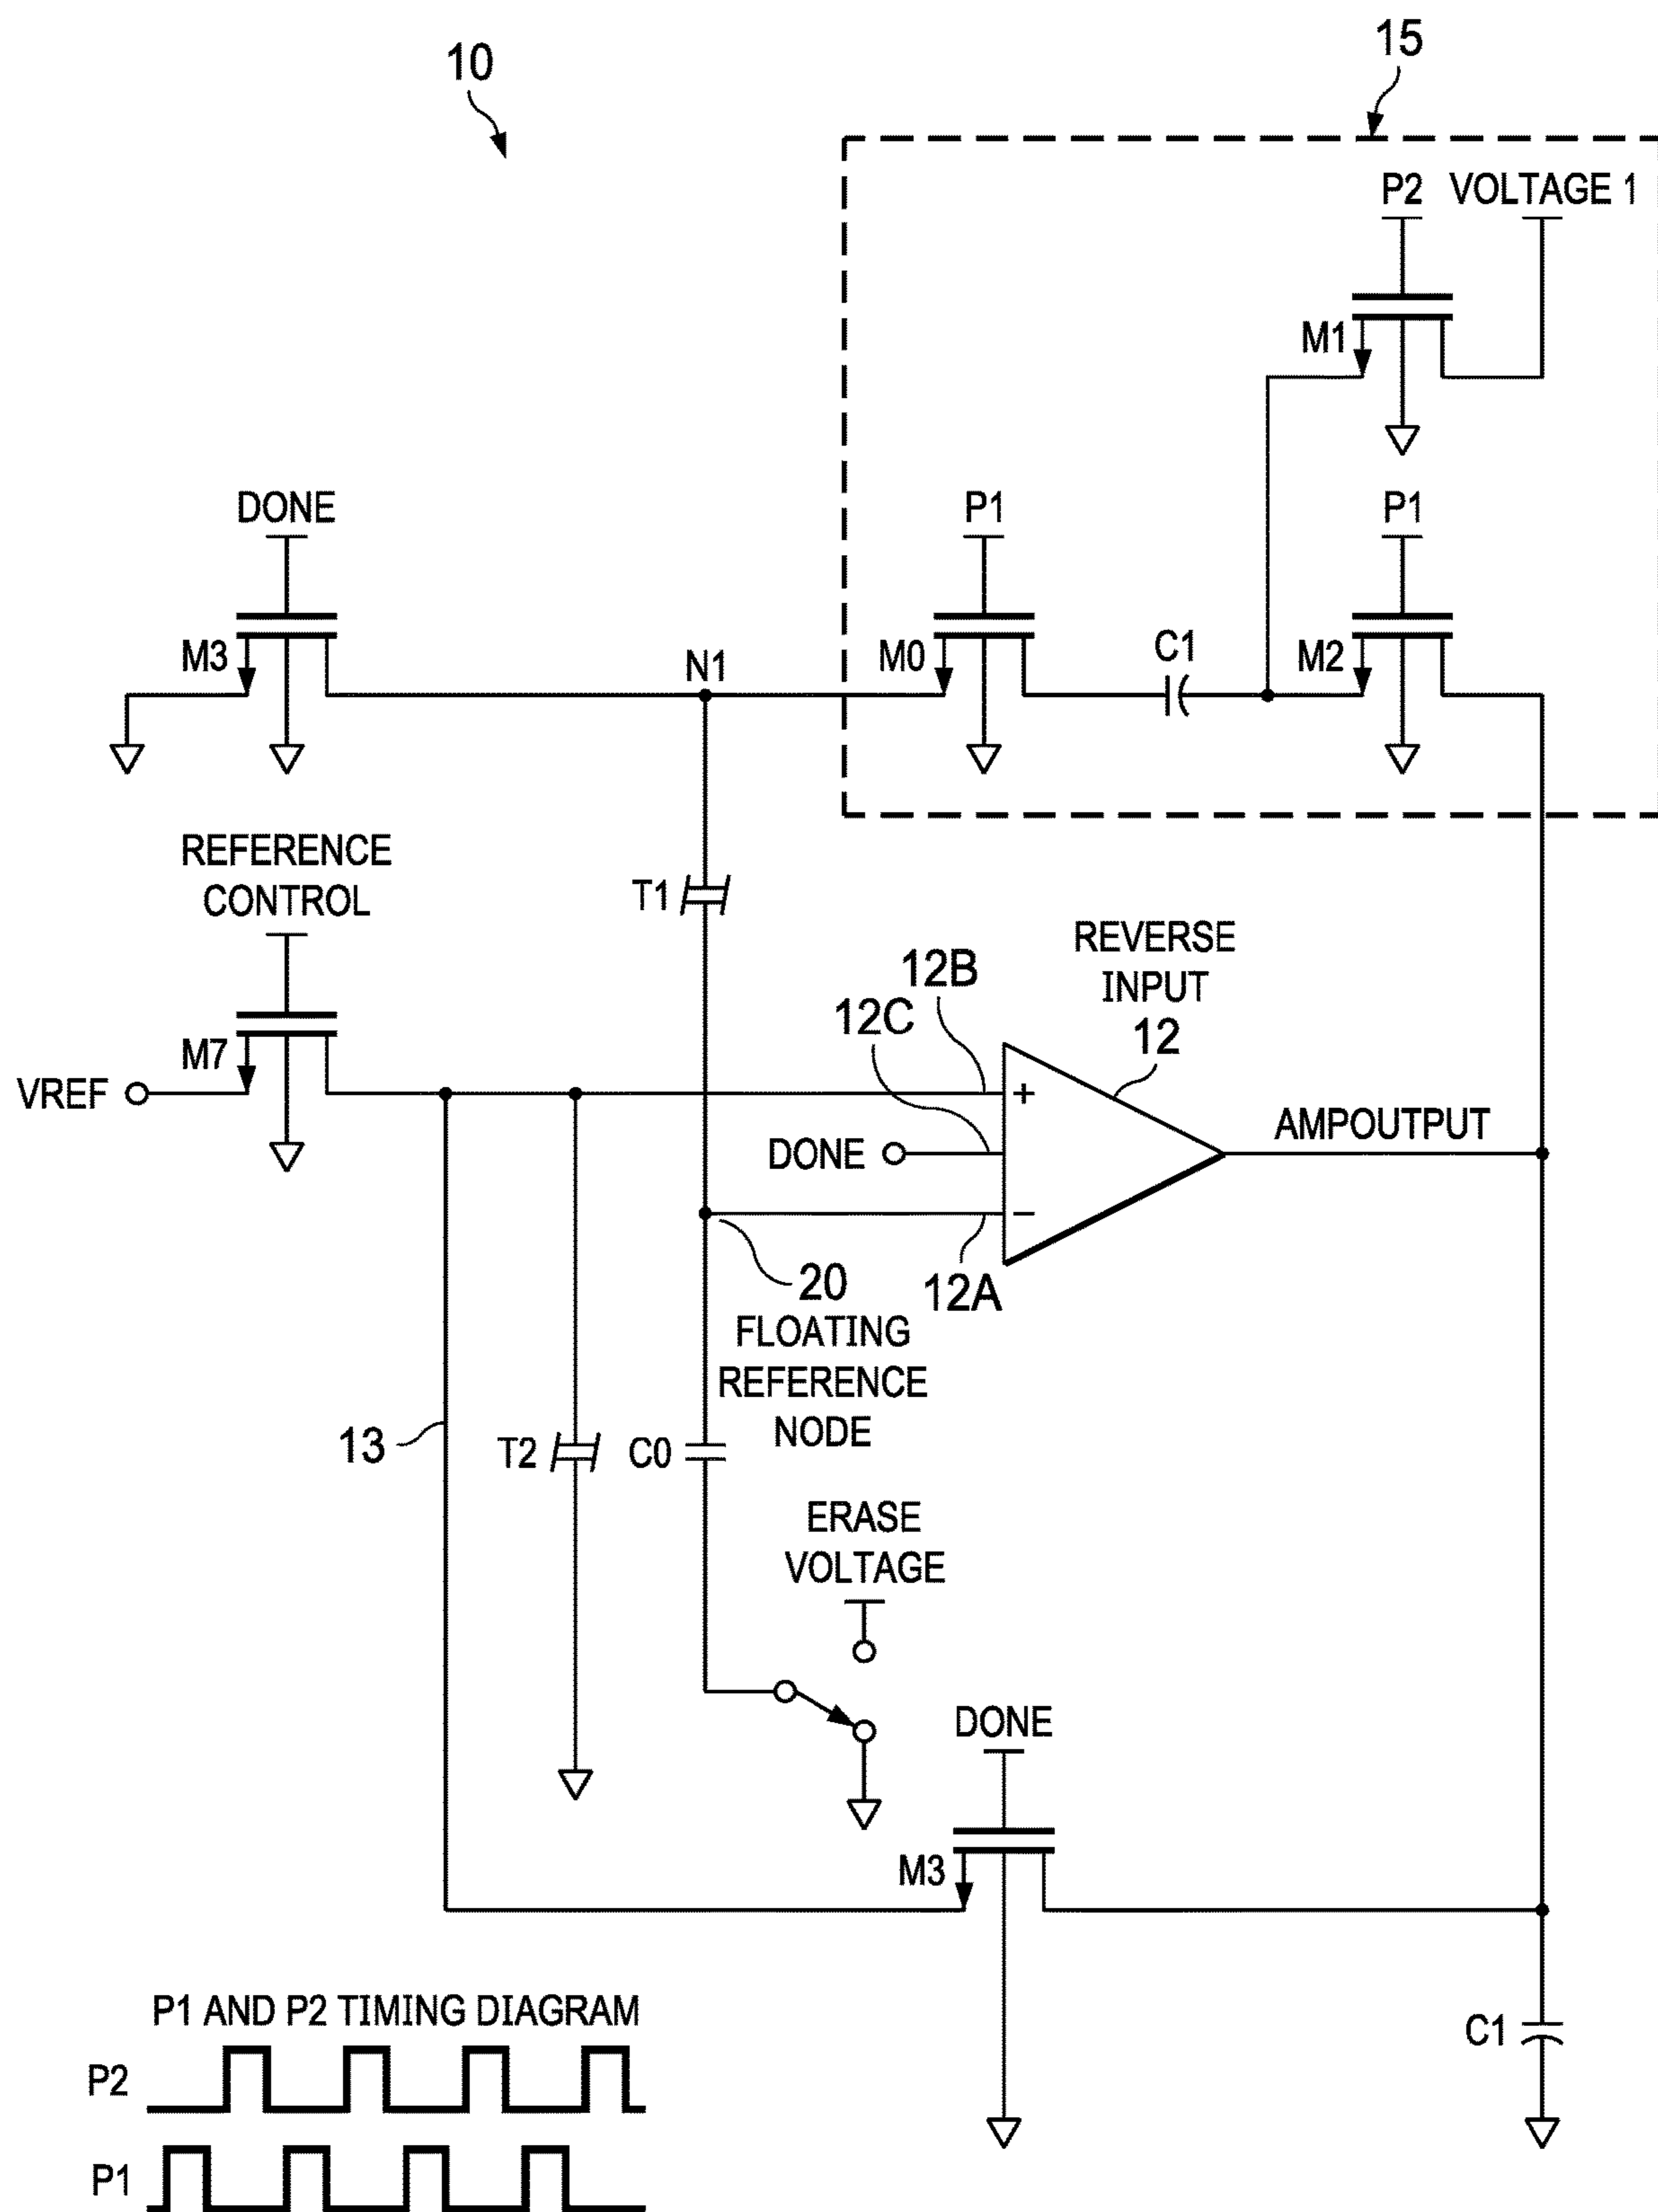 10
15
P2
VOLTAGE 1
M1
DONE
P1
P1
M3
N1
M0
C1
M2
REFERENCE
CONTROL
T1
REVERSE
INPUT
12
12B
12C
M7
VREF
+
DONE
AMPOUTPUT
−
20
12A
FLOATING
REFERENCE
NODE
13
T2
C0
ERASE
VOLTAGE
DONE
M3
P1 AND P2 TIMING DIAGRAM
C1
P2
P1